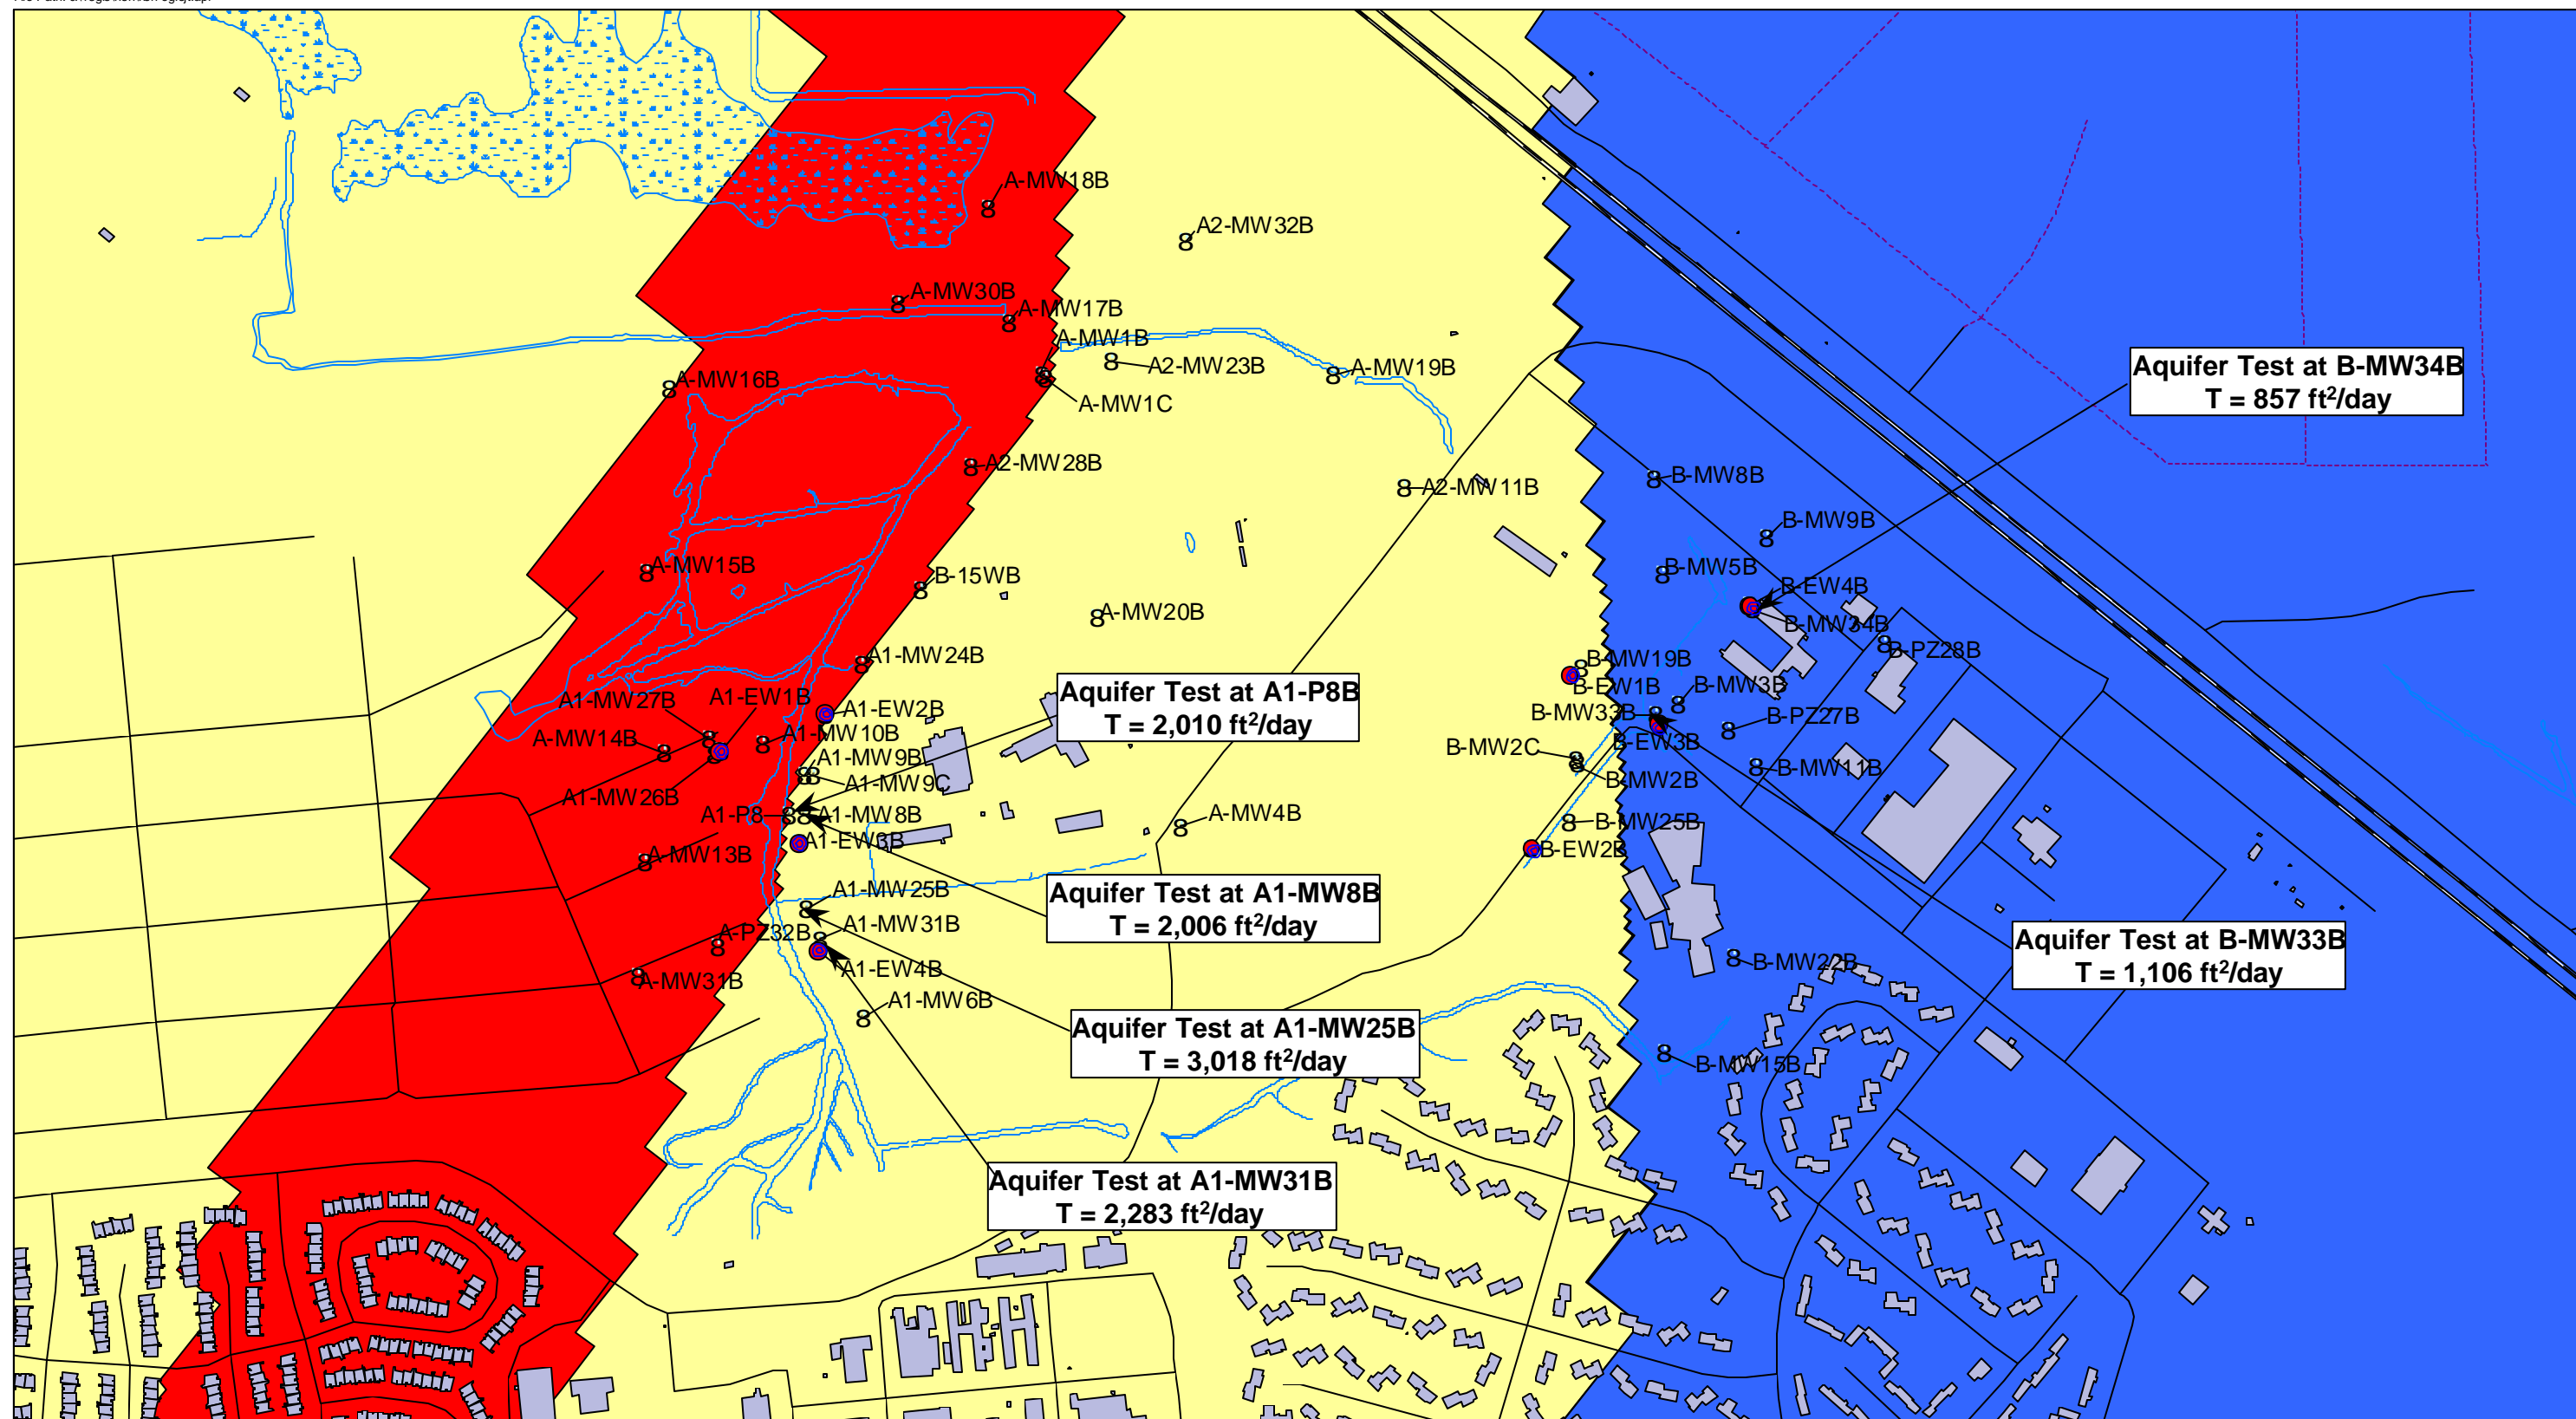 A-MW18B
A2-MW32B
A-MW30B
A-MW17B
A-MW1B
A2-MW23B
A-MW19B
A-MW16B
A-MW1C
Aquifer Test at B-MW34B
T = 857 ft²/day
A2-MW28B
B-MW8B
A2-MW11B
B-MW9B
A-MW15B
B-15WB
B-MW5B
B-EW4B
A-MW20B
B-MW34B
B-PZ28B
A1-MW24B
B-MW19B
B-EW1B
B-MW3B
A1-MW27B
A1-EW1B
A1-EW2B
Aquifer Test at A1-P8B
T = 2,010 ft²/day
B-MW33B
B-PZ27B
A-MW14B
A1-MW10B
B-EW3B
B-MW2C
A1-MW9B
B-MW11B
A1-MW9C
B-MW2B
A1-MW26B
A1-P8
A1-MW8B
A-MW4B
B-MW25B
A1-EW3B
B-EW2B
A-MW13B
A1-MW25B
Aquifer Test at A1-MW8B
T = 2,006 ft²/day
A1-MW31B
A-PZ32B
Aquifer Test at B-MW33B
T = 1,106 ft²/day
B-MW22B
A1-EW4B
A-MW31B
A1-MW6B
Aquifer Test at A1-MW25B
T = 3,018 ft²/day
B-MW15B
Aquifer Test at A1-MW31B
T = 2,283 ft²/day